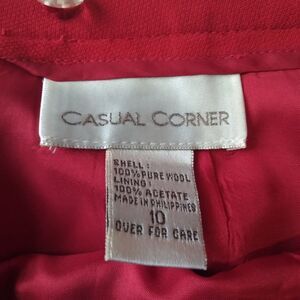 CASUAL CORNER
SHELL:
100% PURE WOOL
LINING:
100% ACETATE
MADE IN PHILIPPINES
10
OVER FOR CARE